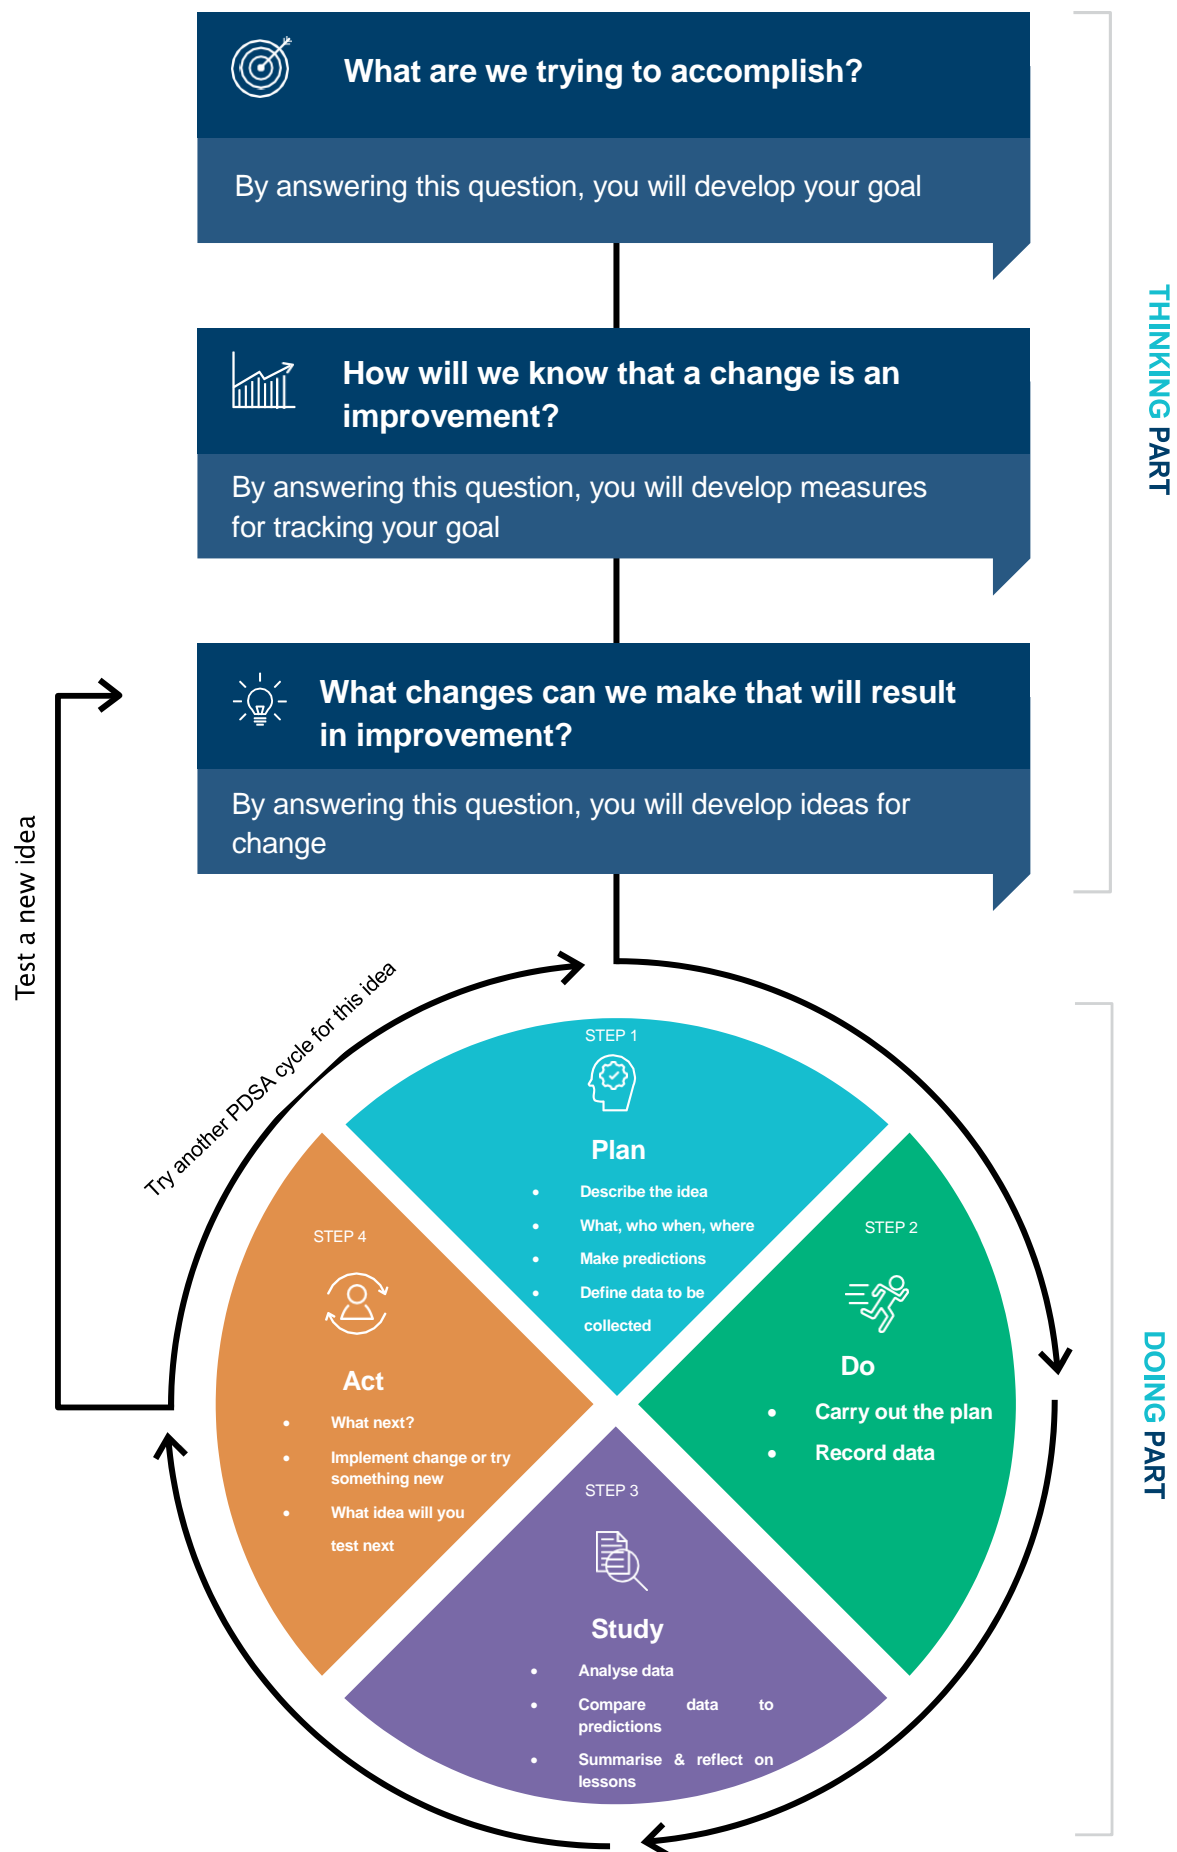 What are we trying to accomplish?
By answering this question, you will develop your goal
How will we know that a change is an
improvement?
By answering this question, you will develop measures
for tracking your goal
What changes can we make that will result
in improvement?
By answering this question, you will develop ideas for
change
THINKING PART
Test a new idea
Try another PDSA cycle for this idea
STEP 1
Plan
• Describe the idea
• What, who when, where
• Make predictions
• Define data to be
collected
STEP 2
Do
• Carry out the plan
• Record data
STEP 3
Study
• Analyse data
• Compare data to
predictions
• Summarise & reflect on
lessons
STEP 4
Act
• What next?
• Implement change or try
something new
• What idea will you
test next
DOING PART